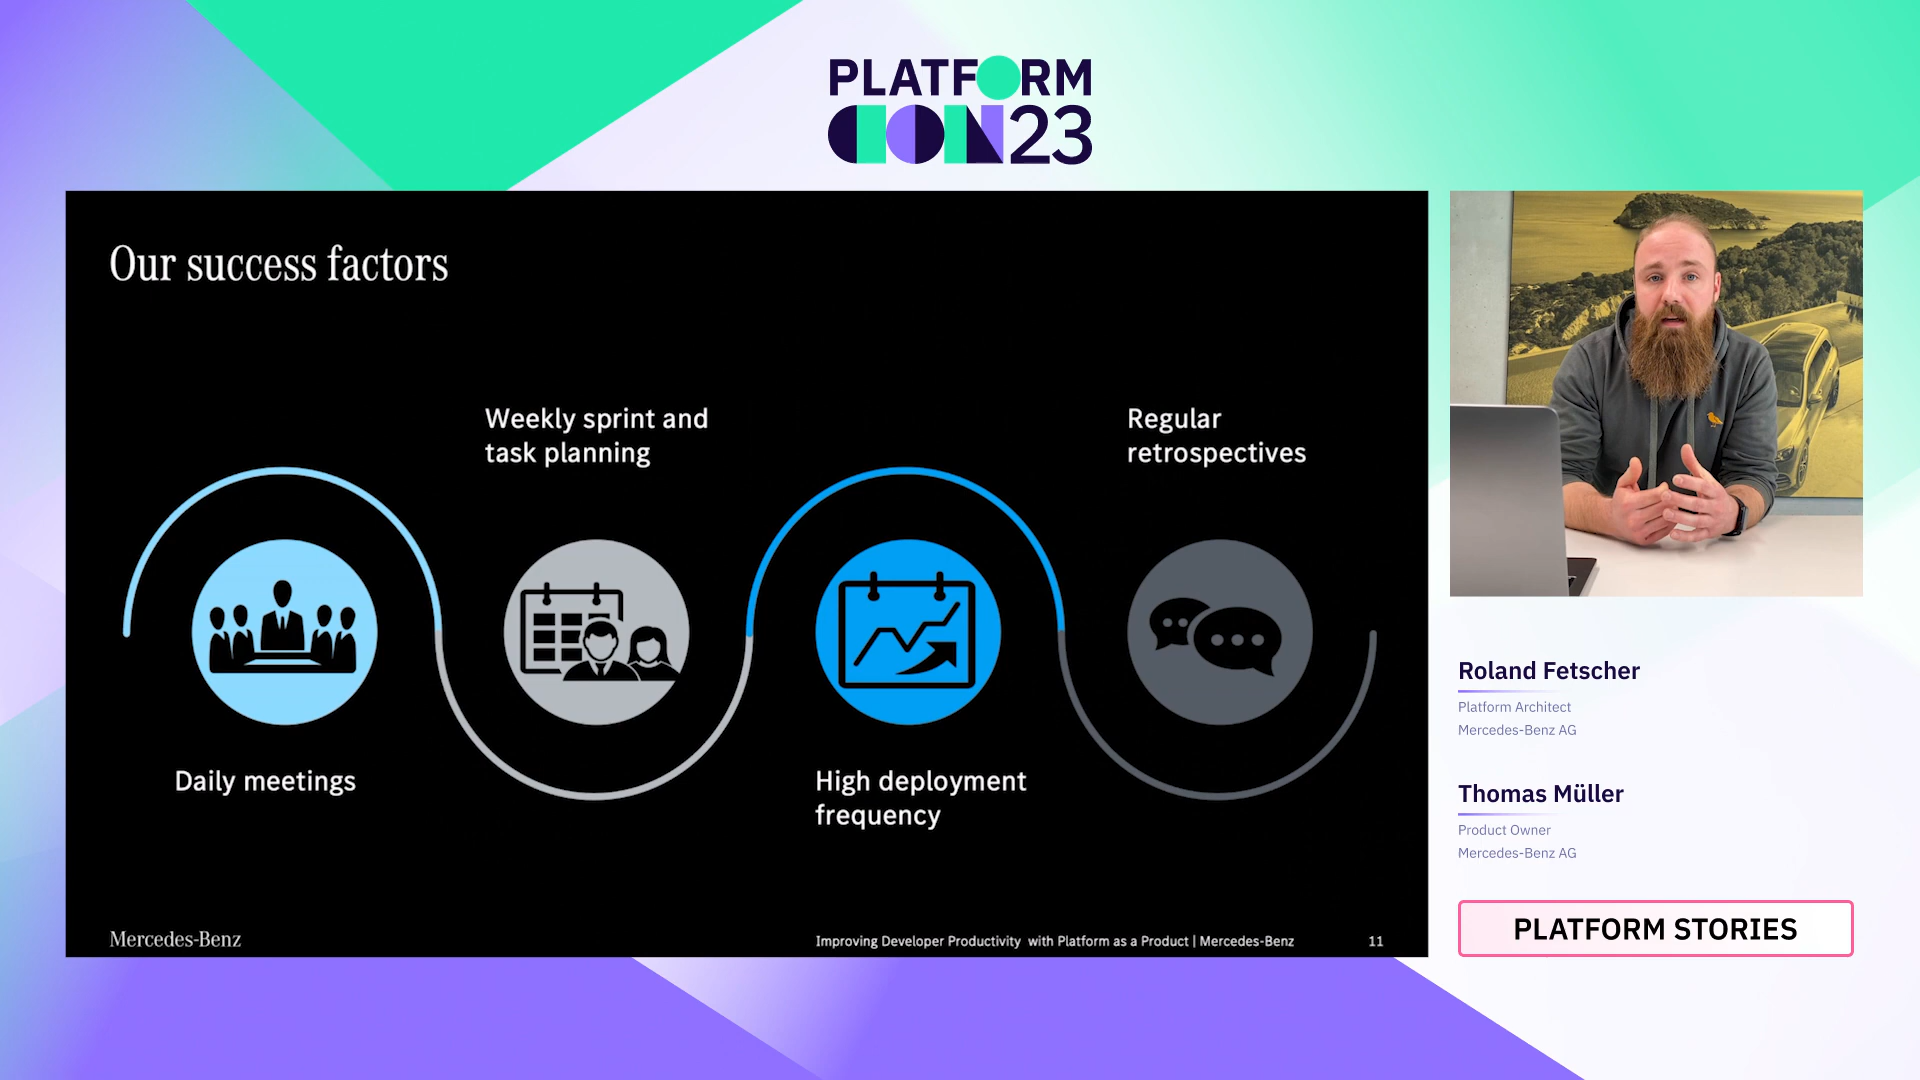 PLATFORM
CON23
Our success factors
Weekly sprint and
task planning
Regular
retrospectives
Daily meetings
High deployment
frequency
Mercedes-Benz
Improving Developer Productivity with Platform as a Product | Mercedes-Benz
11
Roland Fetscher
Platform Architect
Mercedes-Benz AG
Thomas Müller
Product Owner
Mercedes-Benz AG
PLATFORM STORIES